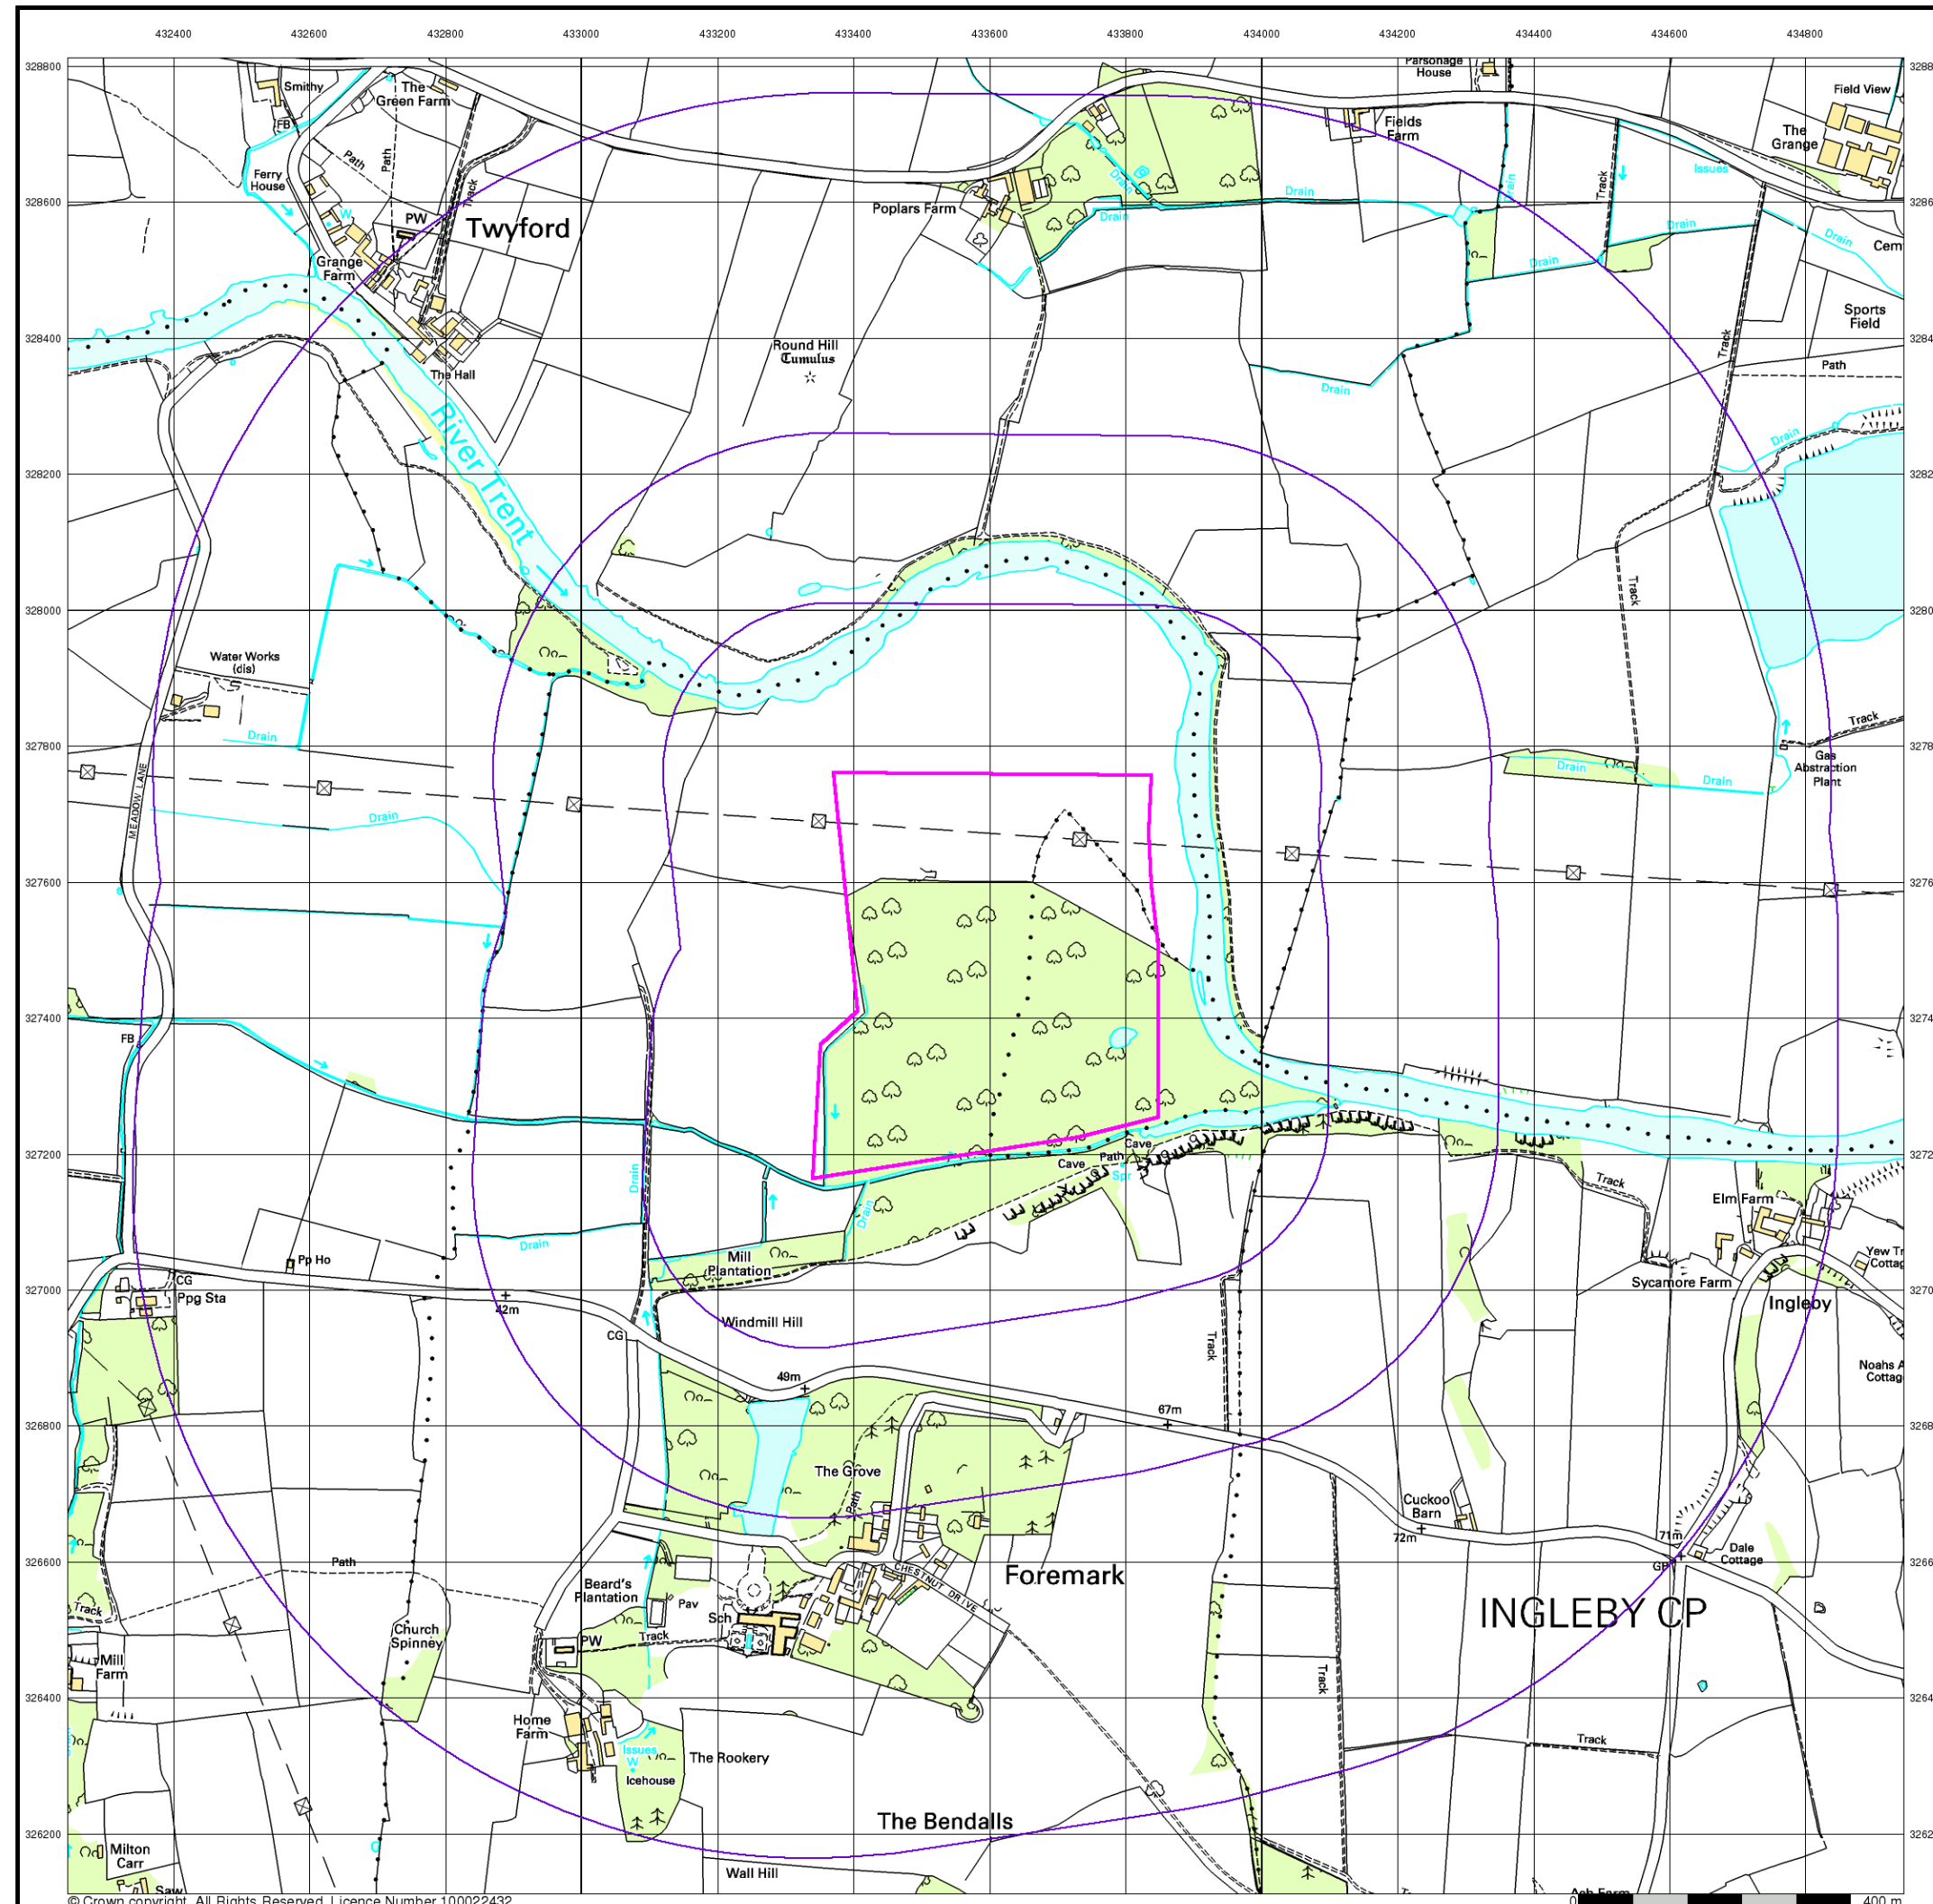 432400 432600 432800 433000 433200 433400 433600 433800 434000 434200 434400 434600 434800
328800
Smithy
The
Green Farm
Parsonage
House
Field View
FB
Path
Path
Track
Fields
Farm
The
Grange
Ferry
House
Issues
Drain
Drain
Track
328600
W
PW
Twyford
Poplars Farm
Drain
Drain
Drain
Drain
Drain
Cem
Grange
Farm
Drain
Sports
Field
328400
Round Hill
Tumulus
The Hall
Track
Path
Drain
River Trent
Drain
328200
328000
Track
Water Works
(dis)
Drain
327800
Track
Gas
Abstraction
Plant
Drain
Drain
MEADOW LANE
Drain
327600
327400
FB
327200
Cave
Path
Cave
Spr
Track
Drain
Drain
Elm Farm
Drain
Pp Ho
Mill
Plantation
Yew Tr
Cottag
CG
Ppg Sta
Sycamore Farm
327000
42m
Windmill Hill
Ingleby
CG
Track
Noahs A
Cottag
49m
67m
326800
The Grove
Path
Cuckoo
Barn
72m
71m
Dale
Cottage
GP
326600
Path
Foremark
CHESTNUT DRIVE
Beard's
Plantation
Pav
Sch
INGLEBY CP
Track
Church
Spinney
PW
Track
Mill
Farm
Track
326400
Home
Farm
Issues
W
The Rookery
Icehouse
Track
326200
The Bendalls
Milton
Carr
Wall Hill
Saw
Ash Farm
© Crown copyright. All Rights Reserved. Licence Number 100022432.
0 400 m